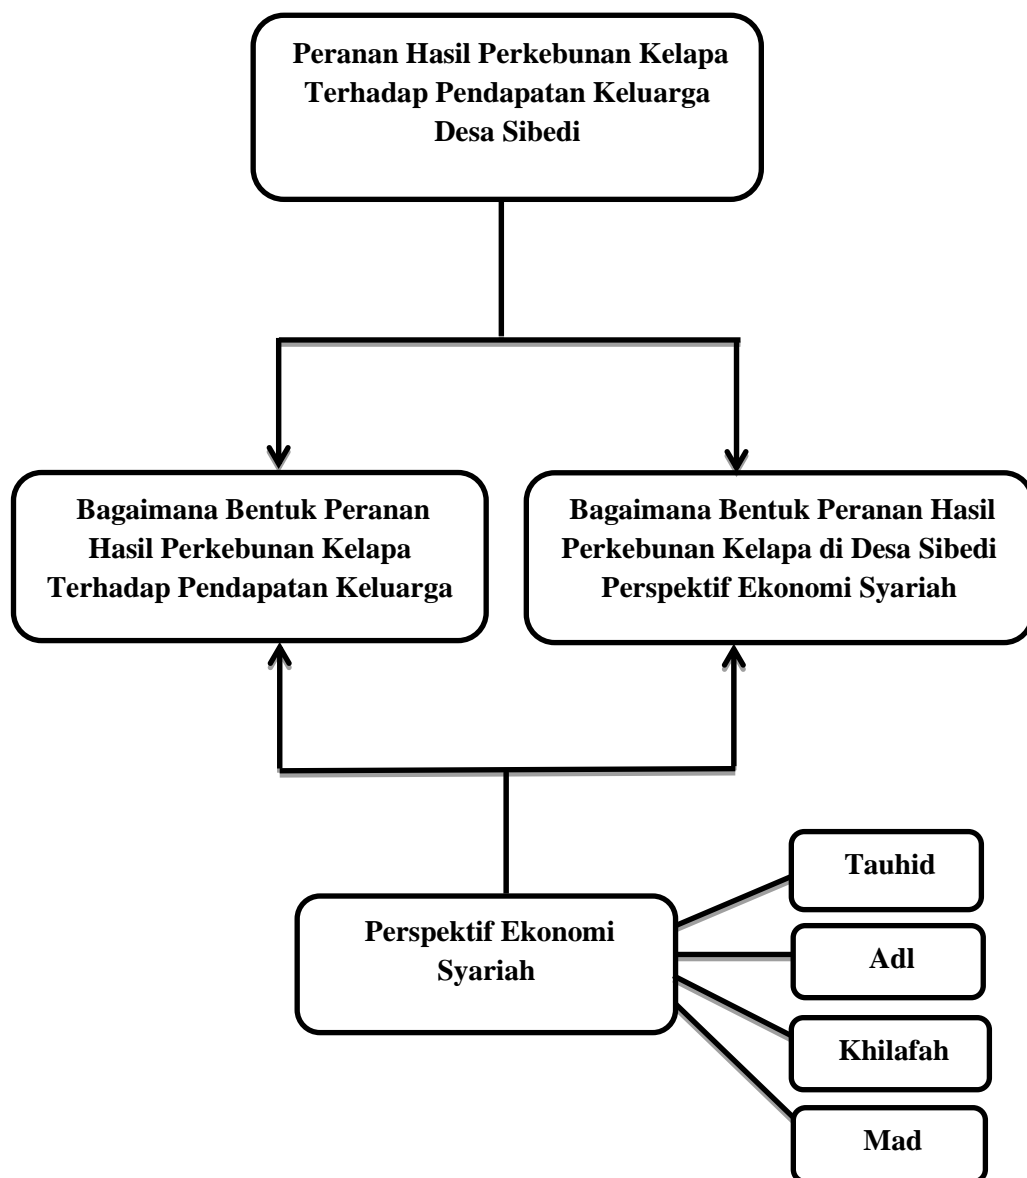 Peranan Hasil Perkebunan Kelapa
Terhadap Pendapatan Keluarga
Desa Sibedi
Bagaimana Bentuk Peranan
Hasil Perkebunan Kelapa
Terhadap Pendapatan Keluarga
Bagaimana Bentuk Peranan Hasil
Perkebunan Kelapa di Desa Sibedi
Perspektif Ekonomi Syariah
Perspektif Ekonomi
Syariah
Tauhid
Adl
Khilafah
Mad